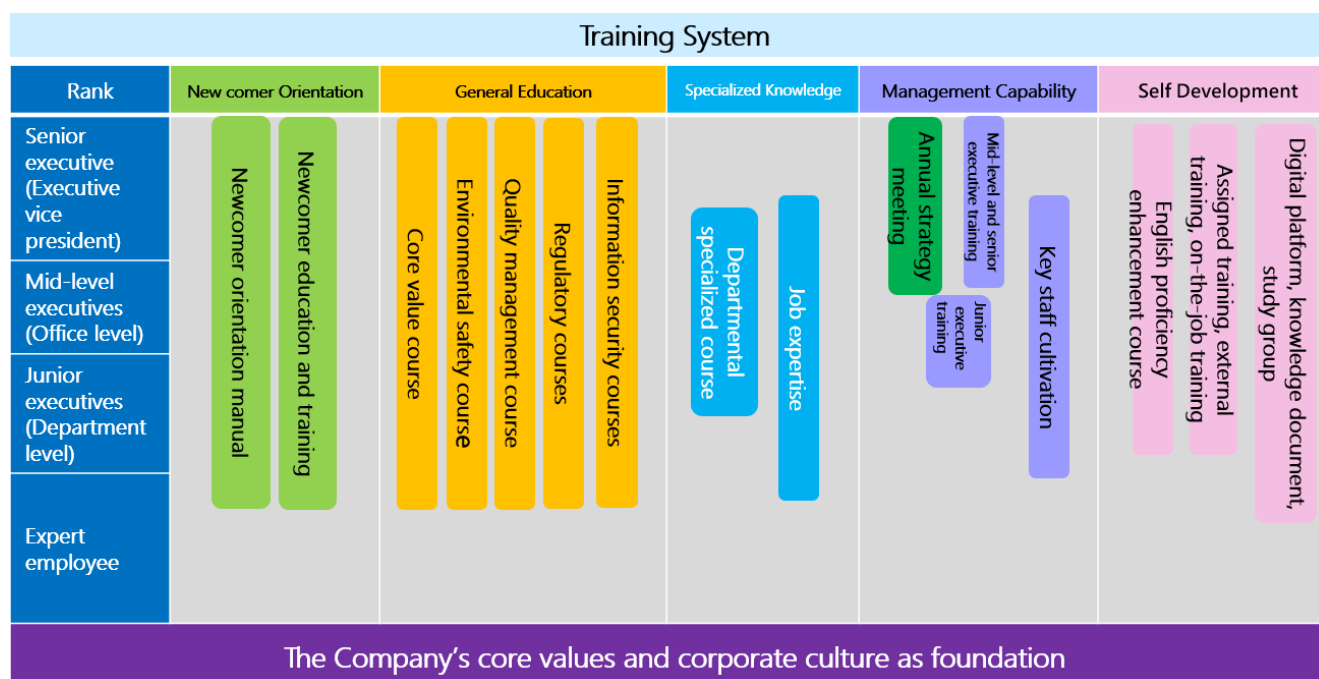 Training System
Rank
New comer Orientation
General Education
Specialized Knowledge
Management Capability
Self Development
Senior
executive
(Executive
vice
president)
Mid-level
executives
(Office level)
Junior
executives
(Department
level)
Expert
employee
Newcomer orientation manual
Newcomer education and training
Core value course
Environmental safety course
Quality management course
Regulatory courses
Information security courses
Departmental
specialized course
Job expertise
Annual strategy
meeting
Mid-level and senior
executive training
Junior
executive
training
Key staff cultivation
English proficiency
enhancement course
Assigned training, external
training, on-the-job training
Digital platform, knowledge document,
study group
The Company's core values and corporate culture as foundation